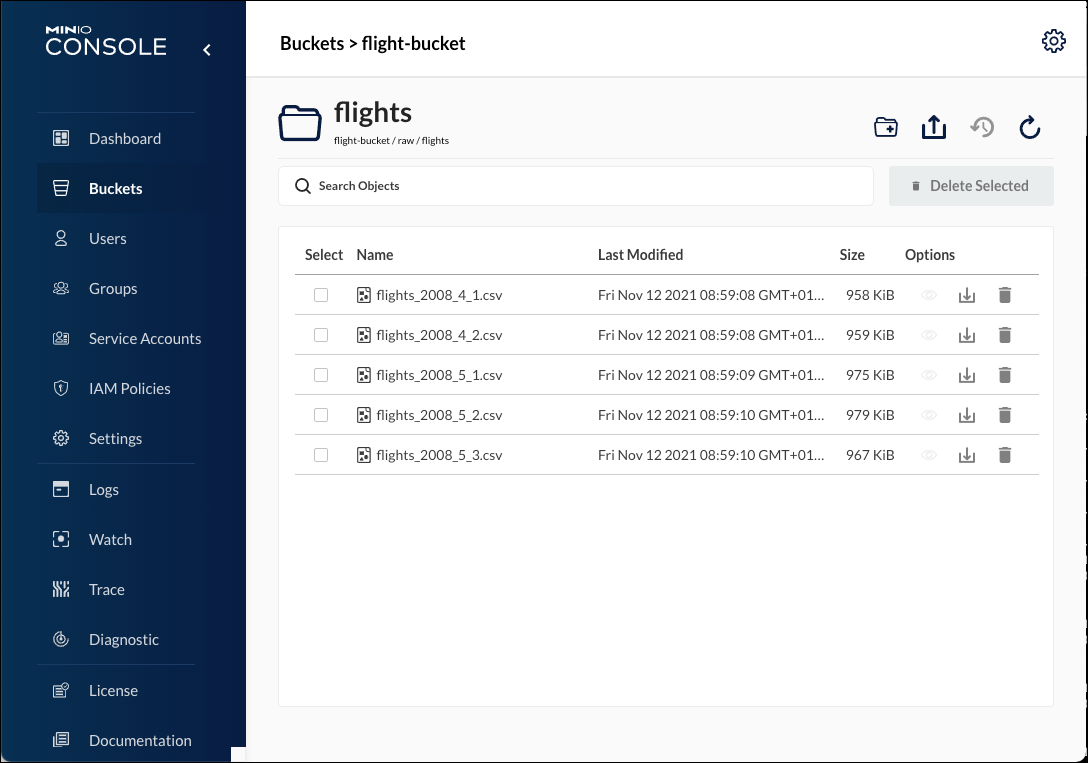 MINIO
CONSOLE
Dashboard
Buckets
Users
Groups
Service Accounts
IAM Policies
Settings
Logs
Watch
Trace
Diagnostic
License
Documentation
Buckets > flight-bucket
flights
flight-bucket / raw / flights
Search Objects
Delete Selected
Select Name Last Modified Size Options
flights_2008_4_1.csv Fri Nov 12 2021 08:59:08 GMT+01... 958 KiB
flights_2008_4_2.csv Fri Nov 12 2021 08:59:08 GMT+01... 959 KiB
flights_2008_5_1.csv Fri Nov 12 2021 08:59:09 GMT+01... 975 KiB
flights_2008_5_2.csv Fri Nov 12 2021 08:59:10 GMT+01... 979 KiB
flights_2008_5_3.csv Fri Nov 12 2021 08:59:10 GMT+01... 967 KiB